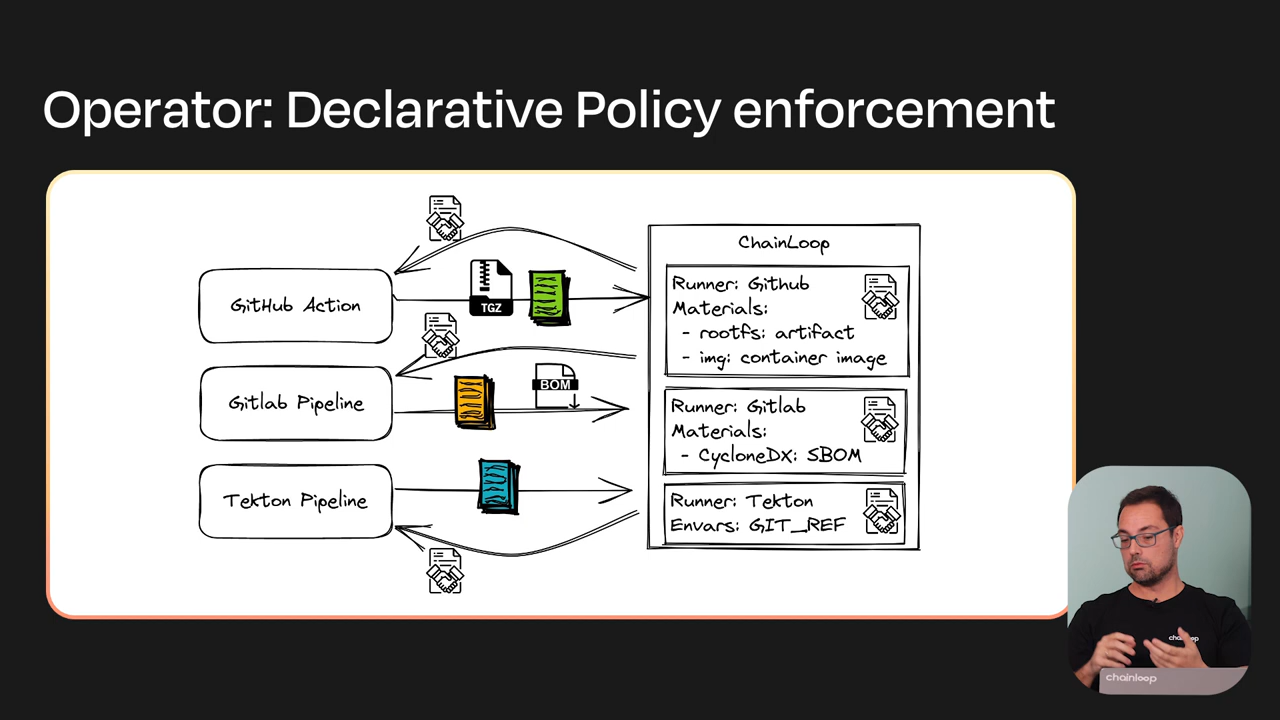 Operator: Declarative Policy enforcement
ChainLoop
GitHub Action
TGZ
Runner: Github
Materials:
- rootfs: artifact
- img: container image
Gitlab Pipeline
BOM
Runner: Gitlab
Materials:
- CycloneDX: SBOM
Tekton Pipeline
Runner: Tekton
Envars: GIT_REF
chainloop
chainloop